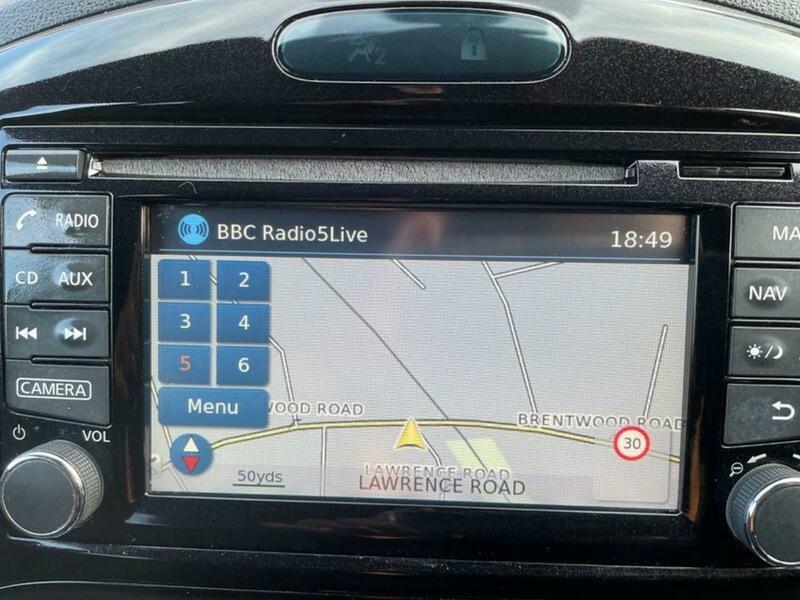 A 2
RADIO
CD AUX
CAMERA
VOL
BBC Radio5Live
18:49
1 2
3 4
5 6
Menu
WOOD ROAD
BRENTWOOD ROAD
30
50yds
LAWRENCE ROAD
LAWRENCE ROAD
MA
NAV